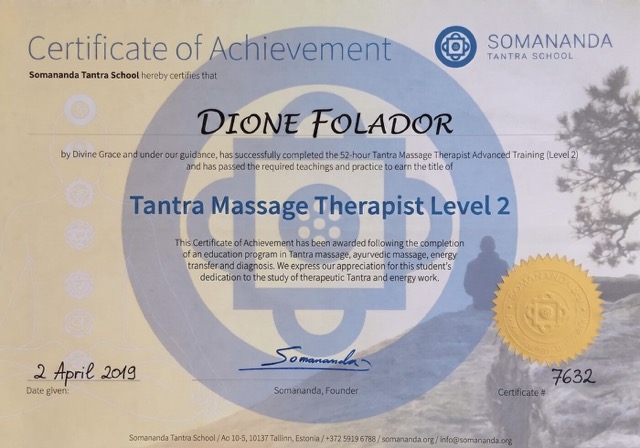 Certificate of Achievement
SOMANANDA
TANTRA SCHOOL
Somananda Tantra School hereby certifies that
DIONE FOLADOR
by Divine Grace and under our guidance, has successfully completed the 52-hour Tantra Massage Therapist Advanced Training (Level 2)
and has passed the required teachings and practice to earn the title of
Tantra Massage Therapist Level 2
This Certificate of Achievement has been awarded following the completion
of an education program in Tantra massage, ayurvedic massage, energy
transfer and diagnosis. We express our appreciation for this student's
dedication to the study of therapeutic Tantra and energy work.
2 April 2019
Somananda
7632
Date given:
Somananda, Founder
Certificate #
Somananda Tantra School / Ao 10-5, 10137 Tallinn, Estonia / +372 5919 6788 / somananda.org / info@somananda.org